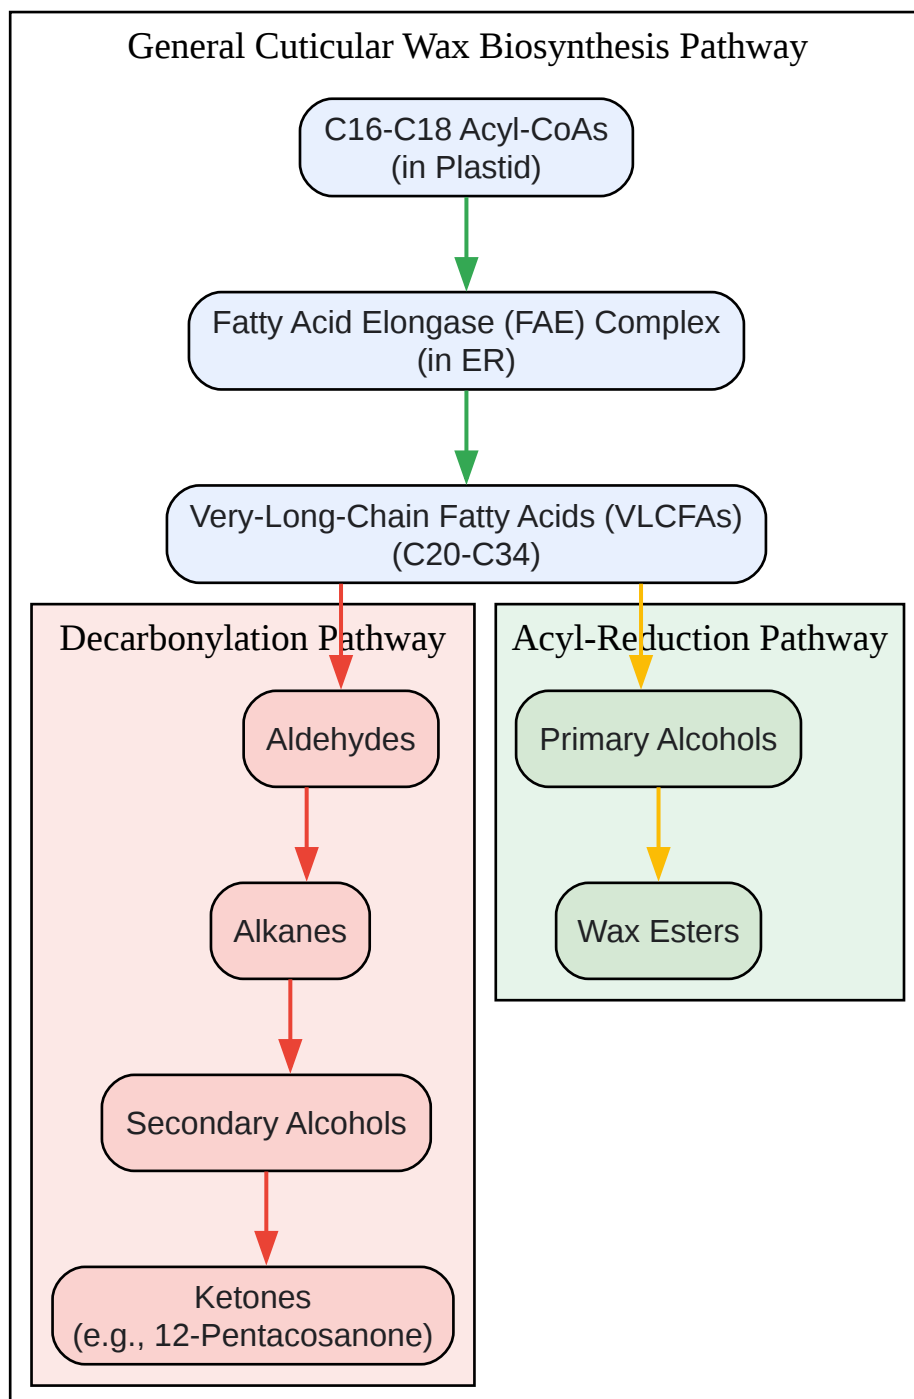 General Cuticular Wax Biosynthesis Pathway
C16-C18 Acyl-CoAs
(in Plastid)
Fatty Acid Elongase (FAE) Complex
(in ER)
Very-Long-Chain Fatty Acids (VLCFAs)
(C20-C34)
Decarbonylation Pathway
Aldehydes
Alkanes
Secondary Alcohols
Ketones
(e.g., 12-Pentacosanone)
Acyl-Reduction Pathway
Primary Alcohols
Wax Esters